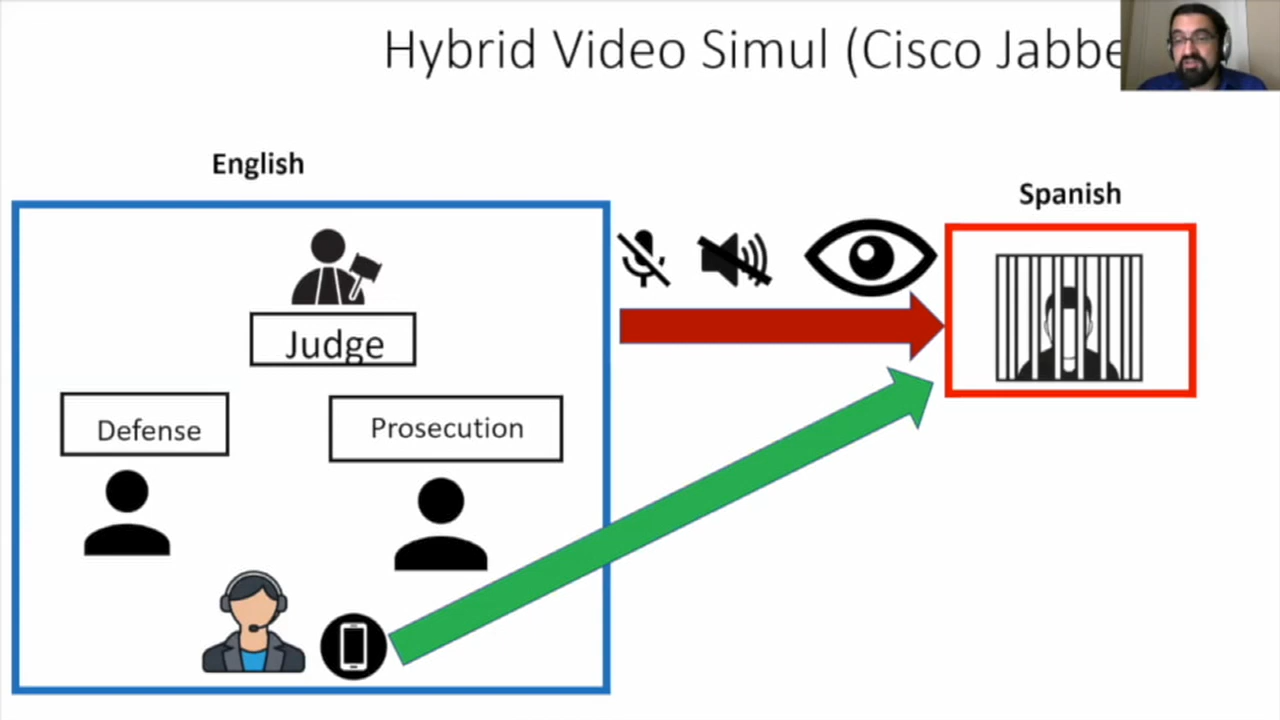 Hybrid Video Simul (Cisco Jabbe
English
Spanish
Judge
Defense
Prosecution